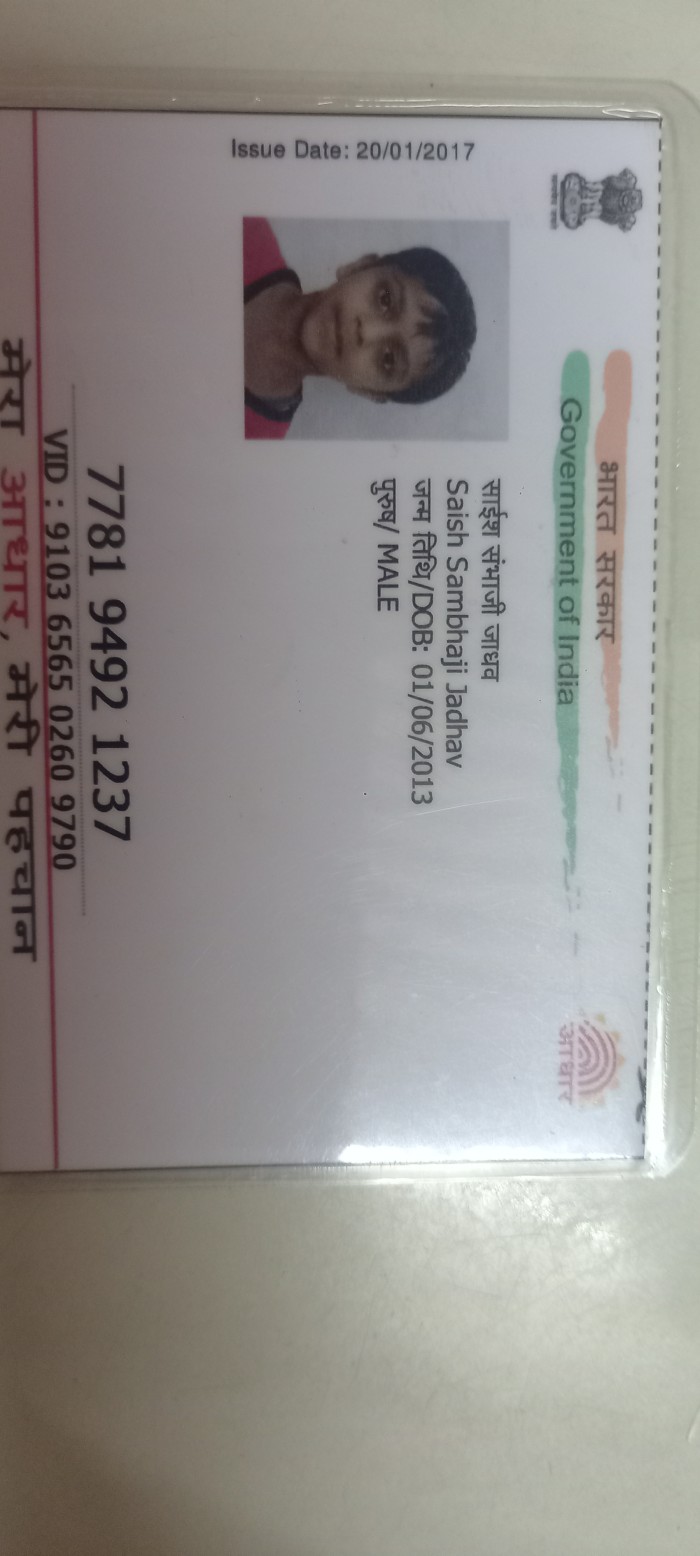 भारत सरकार
Government of India
आधार
Issue Date: 20/01/2017
साईश संभाजी जाधव
Saish Sambhaji Jadhav
जन्म तिथि/DOB: 01/06/2013
पुरुष/ MALE
7781 9492 1237
VID : 9103 6565 0260 9790
मेरा आधार, मेरी पहचान